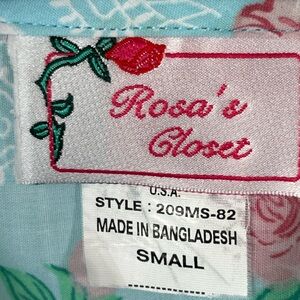 Rosa's
Closet
U.S.A.
STYLE : 209MS-82
MADE IN BANGLADESH
SMALL